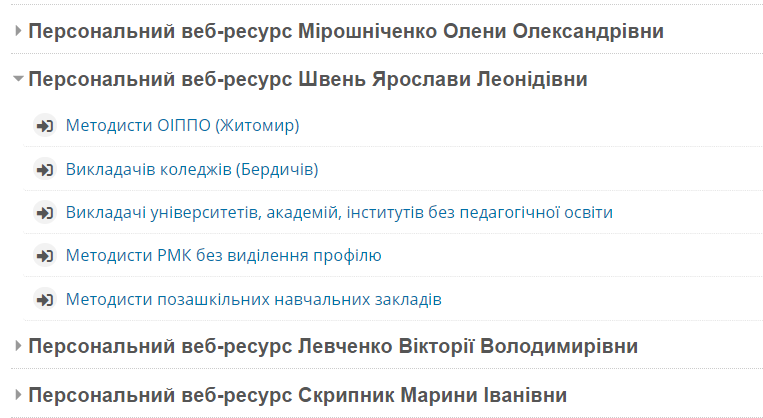 Персональний веб-ресурс Мірошніченко Олени Олександрівни
Персональний веб-ресурс Швень Ярослави Леонідівни
Методисти ОІППО (Житомир)
Викладачів коледжів (Бердичів)
Викладачі університетів, академій, інститутів без педагогічної освіти
Методисти РМК без виділення профілю
Методисти позашкільних навчальних закладів
Персональний веб-ресурс Левченко Вікторії Володимирівни
Персональний веб-ресурс Скрипник Марини Іванівни